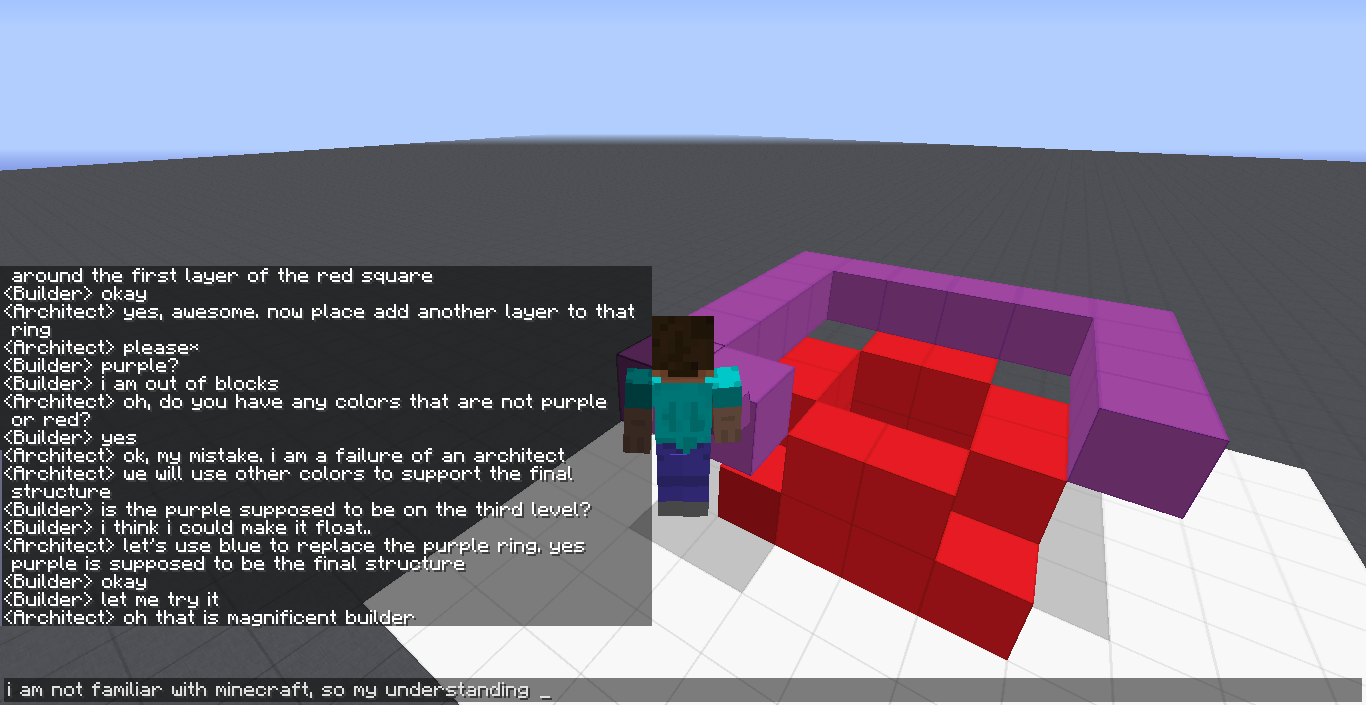 around the first layer of the red square
<Builder> okay
<Architect> yes, awesome. now place add another layer to that
ring
<Architect> please*
<Builder> purple?
<Builder> i am out of blocks
<Architect> oh, do you have any colors that are not purple
or red?
<Builder> yes
<Architect> ok, my mistake. i am a failure of an architect
<Architect> we will use other colors to support the final
structure
<Builder> is the purple supposed to be on the third level?
<Builder> i think i could make it float..
<Architect> let's use blue to replace the purple ring. yes
purple is supposed to be the final structure
<Builder> okay
<Builder> let me try it
<Architect> oh that is magnificent builder
i am not familiar with minecraft, so my understanding _